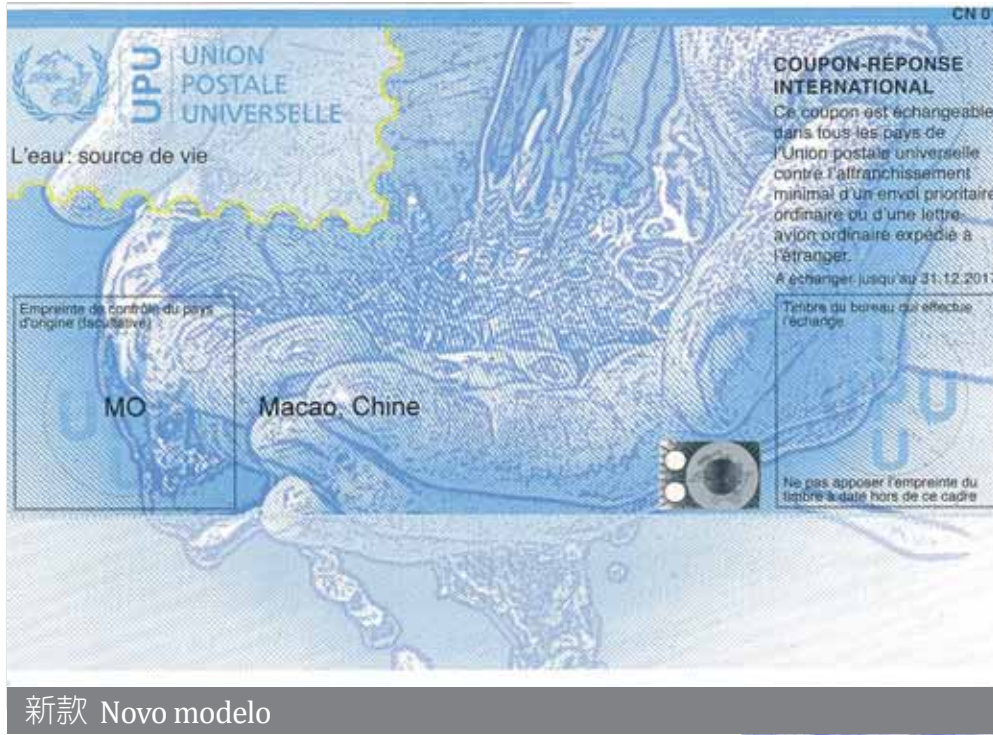 CN 01
UPU
UNION
POSTALE
UNIVERSELLE
L'eau : source de vie
COUPON-RÉPONSE
INTERNATIONAL
Ce coupon est échangeable
dans tous les pays de
l'Union postale universelle
contre l'affranchissement
minimal d'un envoi prioritaire
ordinaire ou d'une lettre-
avion ordinaire expédié à
l'étranger.
A échanger jusqu'au 31.12.2017
Empreinte de contrôle du pays
d'origine (facultative)
MO
Macao, Chine
Timbre du bureau qui effectue
l'échange
U
U
U
Ne pas apposer l'empreinte du
timbre à date hors de ce cadre
新款 Novo modelo